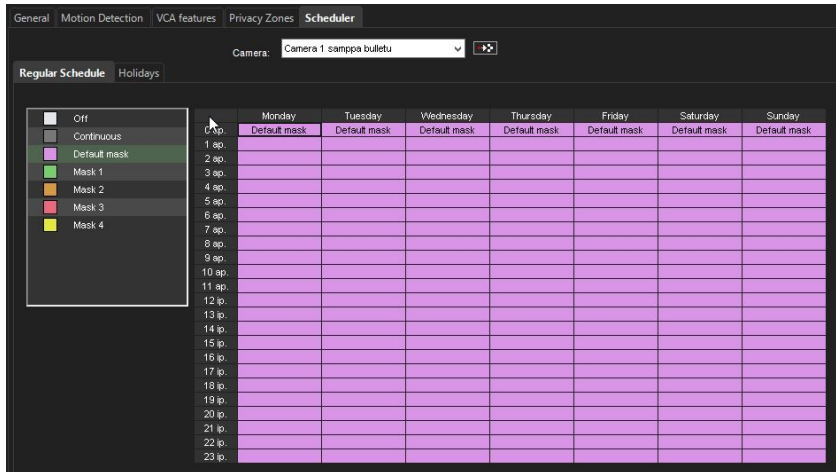 General Motion Detection VCA features Privacy Zones Scheduler
Camera: Camera 1 samppa bulletu
Regular Schedule Holidays
Off
Continuous
Default mask
Mask 1
Mask 2
Mask 3
Mask 4
Monday Tuesday Wednesday Thursday Friday Saturday Sunday
0 ap. Default mask Default mask Default mask Default mask Default mask Default mask Default mask
1 ap.
2 ap.
3 ap.
4 ap.
5 ap.
6 ap.
7 ap.
8 ap.
9 ap.
10 ap.
11 ap.
12 ip.
13 ip.
14 ip.
15 ip.
16 ip.
17 ip.
18 ip.
19 ip.
20 ip.
21 ip.
22 ip.
23 ip.